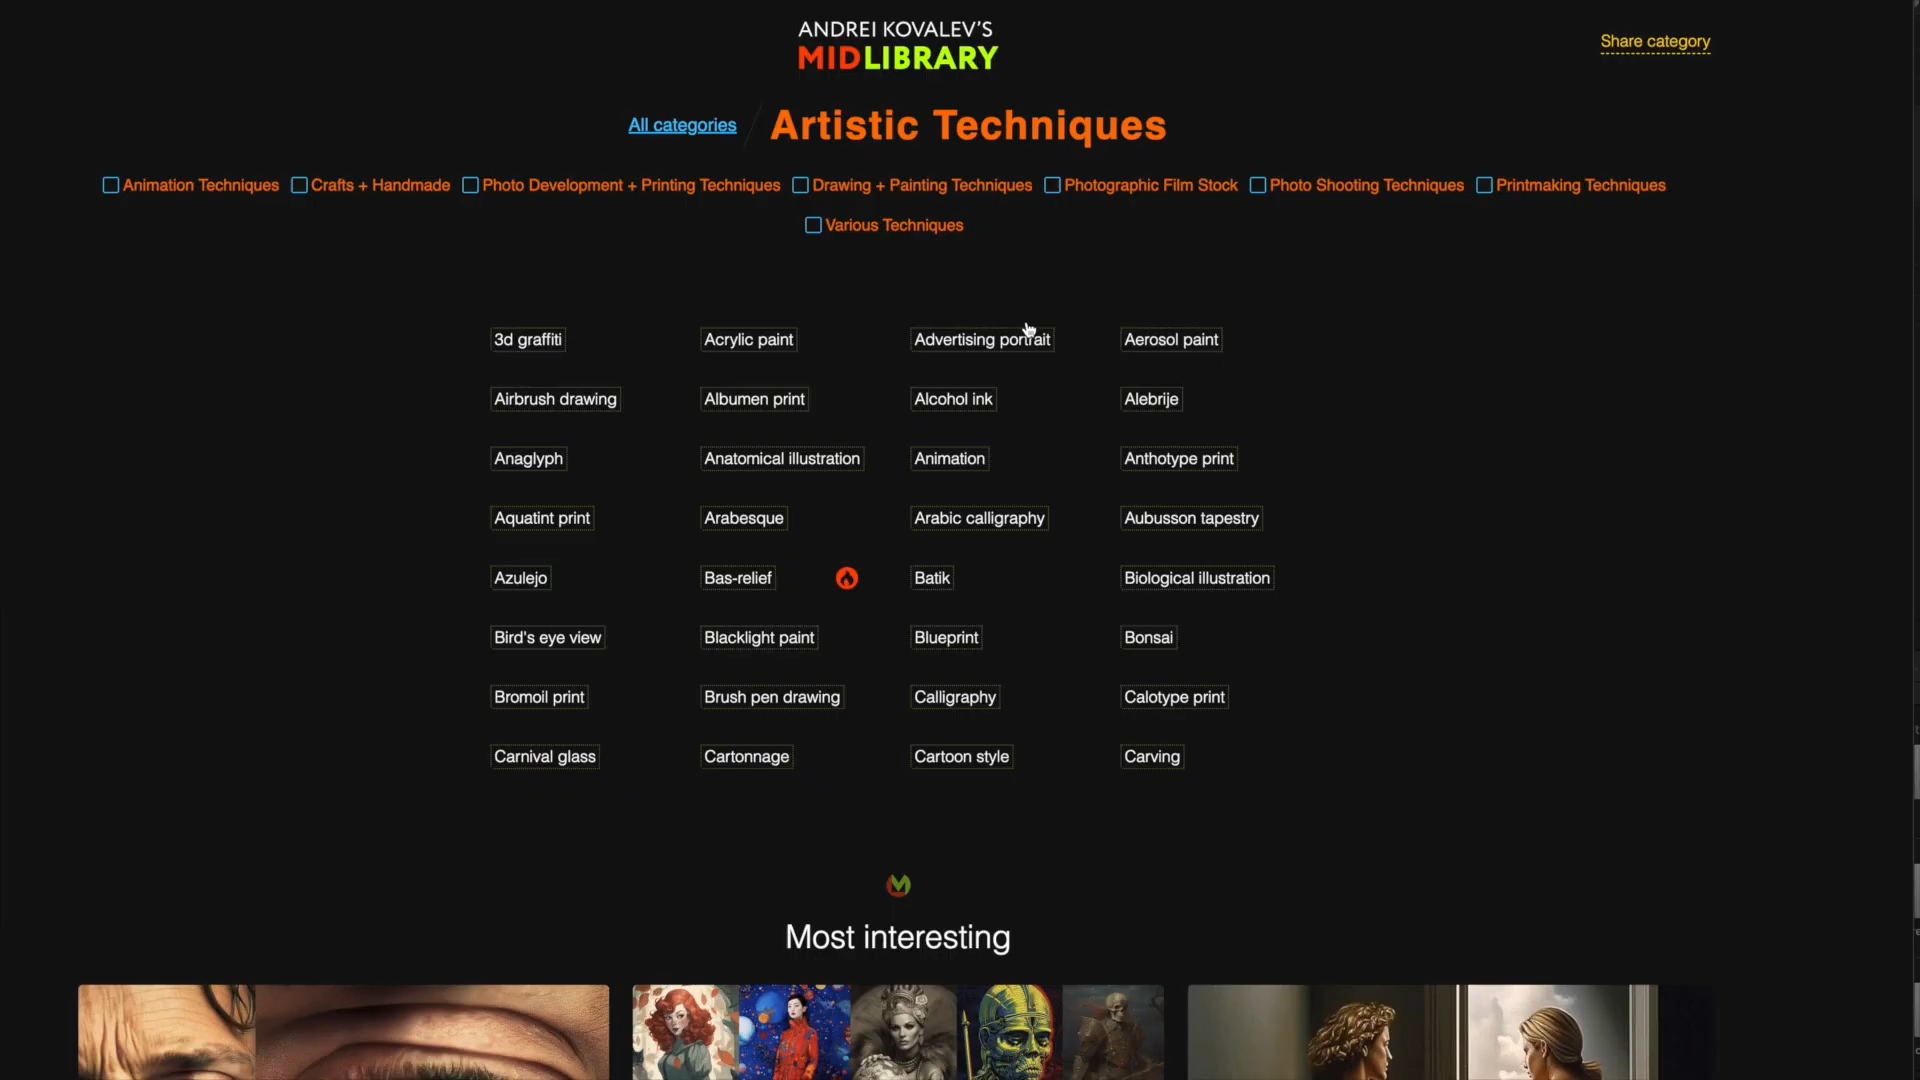 ANDREI KOVALEV'S
MIDLIBRARY
Share category
All categories / Artistic Techniques
Animation Techniques Crafts + Handmade Photo Development + Printing Techniques Drawing + Painting Techniques Photographic Film Stock Photo Shooting Techniques Printmaking Techniques
Various Techniques
3d graffiti Acrylic paint Advertising portrait Aerosol paint
Airbrush drawing Albumen print Alcohol ink Alebrije
Anaglyph Anatomical illustration Animation Anthotype print
Aquatint print Arabesque Arabic calligraphy Aubusson tapestry
Azulejo Bas-relief Batik Biological illustration
Bird's eye view Blacklight paint Blueprint Bonsai
Bromoil print Brush pen drawing Calligraphy Calotype print
Carnival glass Cartonnage Cartoon style Carving
Most interesting